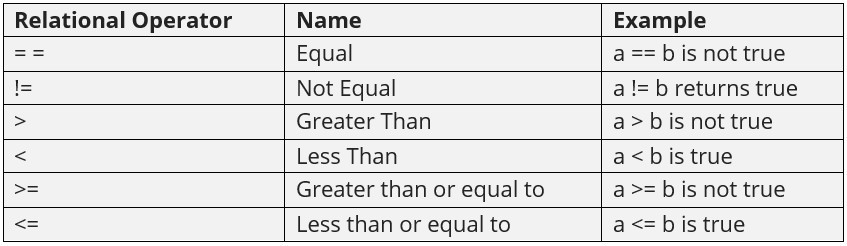 Relational Operator Name Example
= = Equal a == b is not true
!= Not Equal a != b returns true
> Greater Than a > b is not true
< Less Than a < b is true
>= Greater than or equal to a >= b is not true
<= Less than or equal to a <= b is true